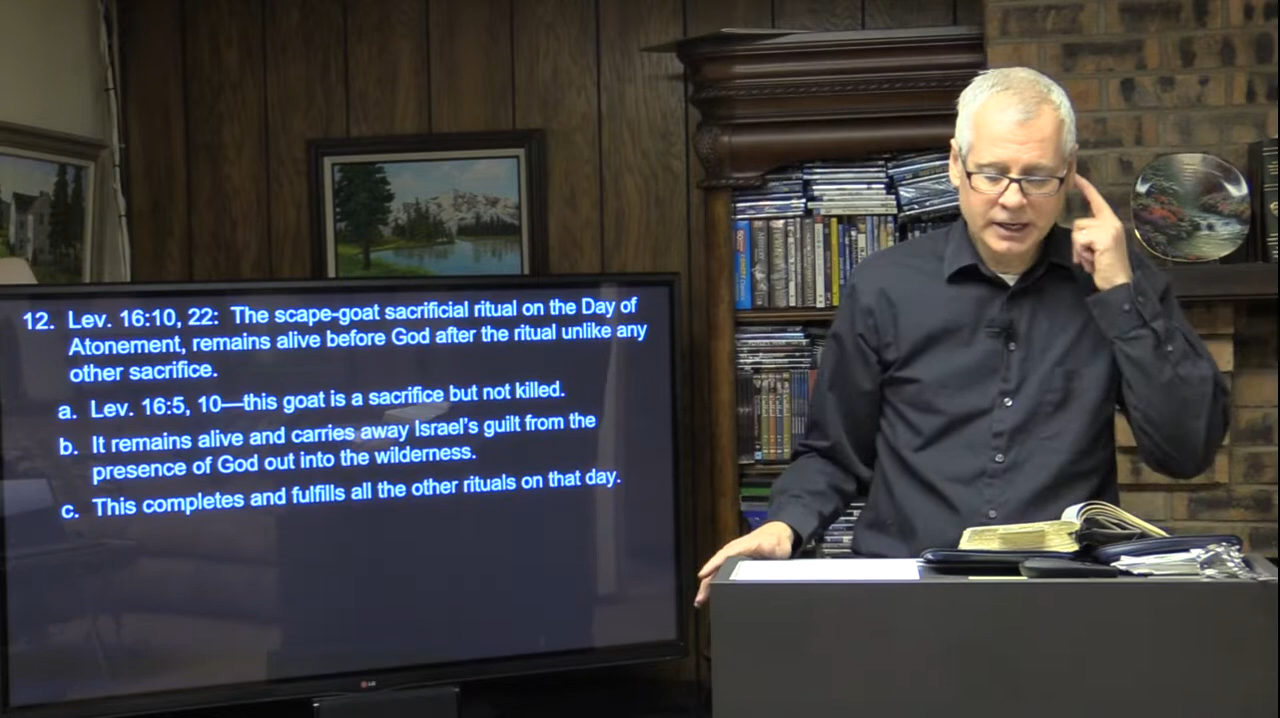 12. Lev. 16:10, 22: The scape-goat sacrificial ritual on the Day of
Atonement, remains alive before God after the ritual unlike any
other sacrifice.
a. Lev. 16:5, 10—this goat is a sacrifice but not killed.
b. It remains alive and carries away Israel's guilt from the
presence of God out into the wilderness.
c. This completes and fulfills all the other rituals on that day.
LG